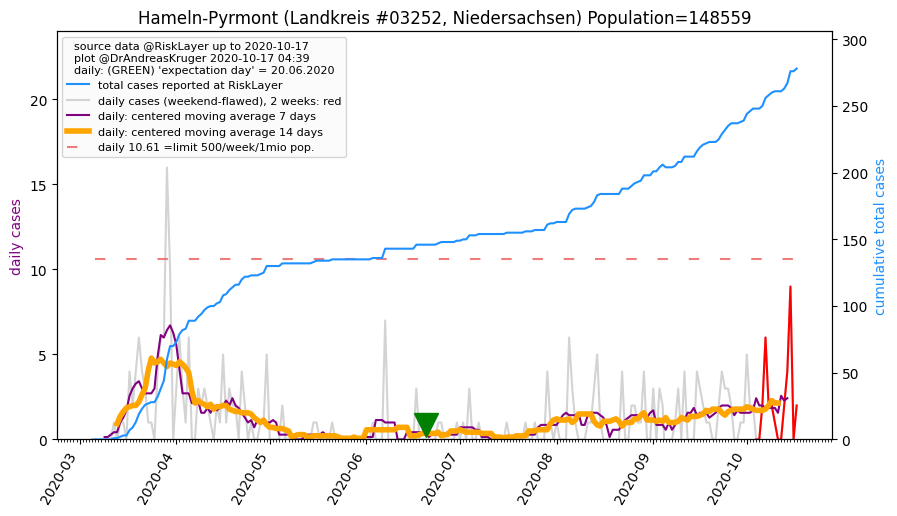 Hameln-Pyrmont (Landkreis #03252, Niedersachsen) Population=148559
source data @RiskLayer up to 2020-10-17
plot @DrAndreasKruger 2020-10-17 04:39
daily: (GREEN) 'expectation day' = 20.06.2020
total cases reported at RiskLayer
daily cases (weekend-flawed), 2 weeks: red
daily: centered moving average 7 days
daily: centered moving average 14 days
daily 10.61 =limit 500/week/1mio pop.
daily cases
20
15
10
5
0
cumulative total cases
300
250
200
150
100
50
0
2020-03
2020-04
2020-05
2020-06
2020-07
2020-08
2020-09
2020-10